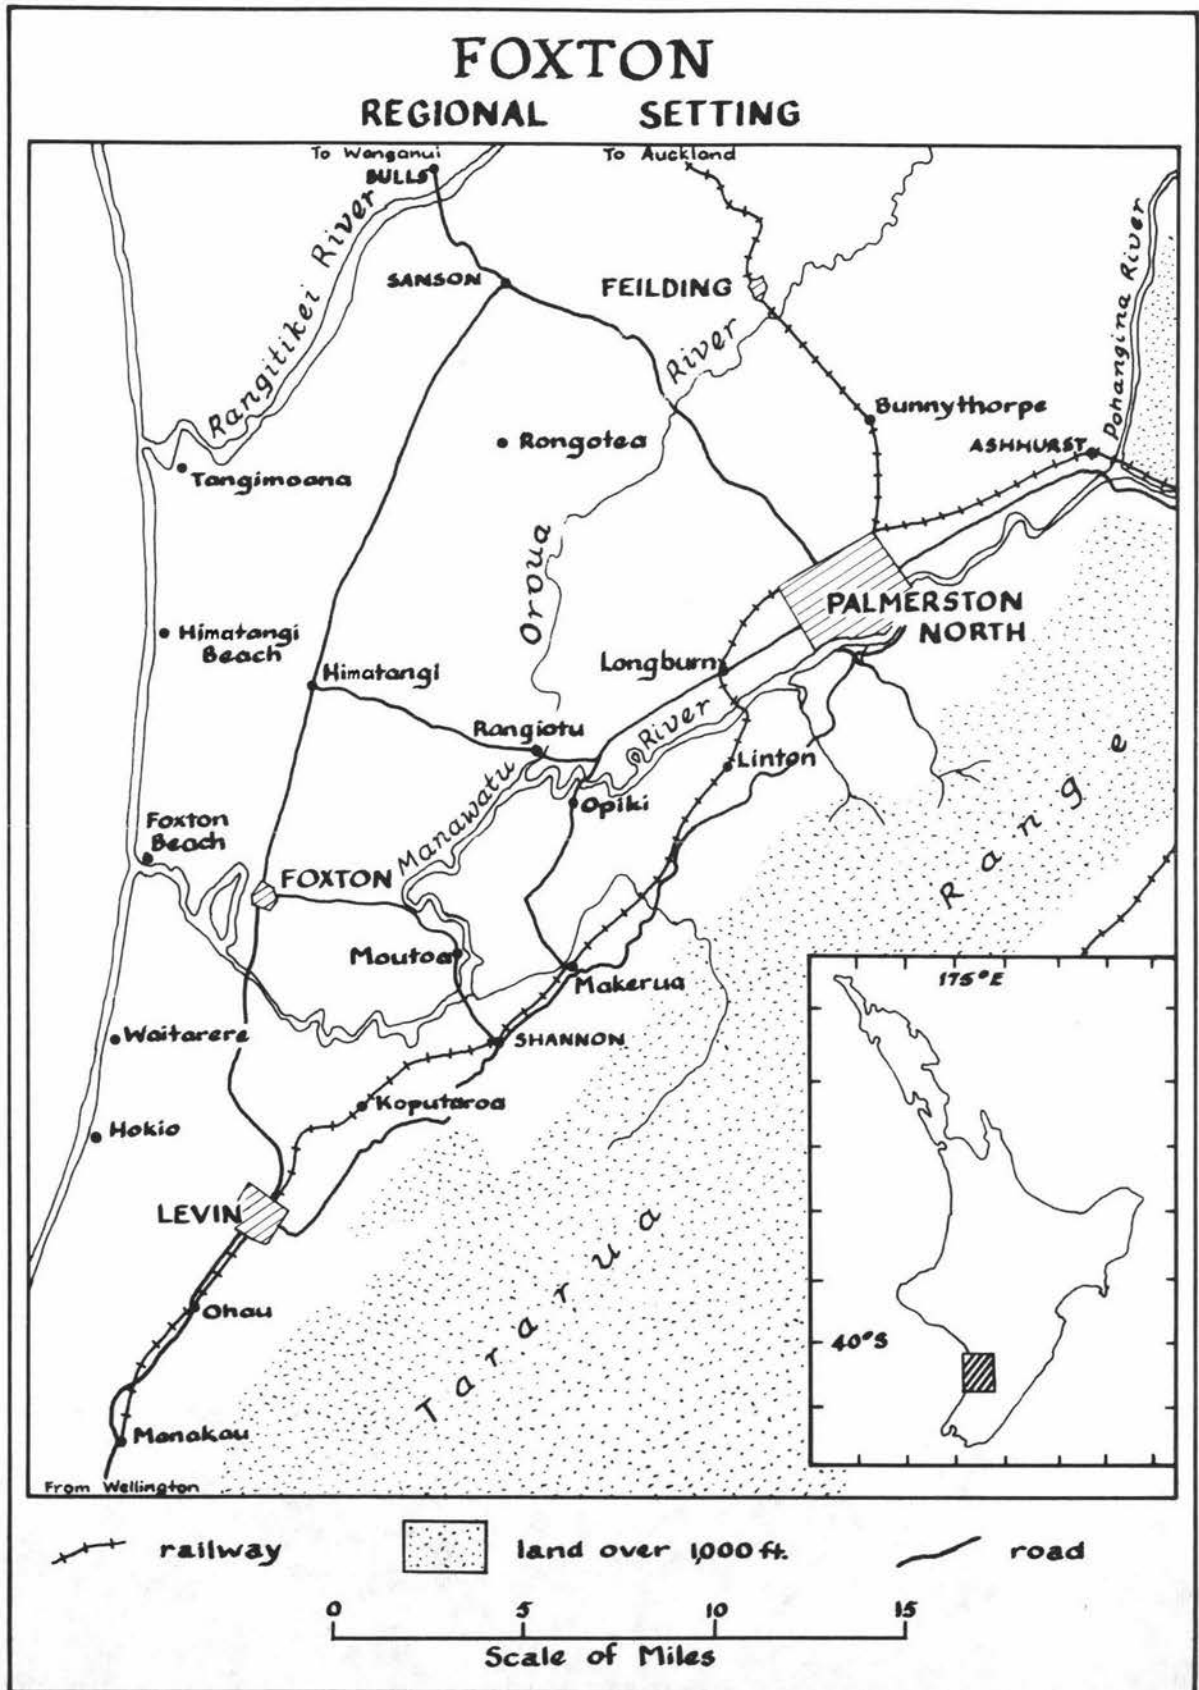 FOXTON
REGIONAL SETTING
To Wanganui
BULLS
To Auckland
Rangitikei River
SANSON
FEILDING
Pohangina River
River
Bunnythorpe
ASHHURST
Rongotea
Tangimoana
Oroua
PALMERSTON
NORTH
Himatangi
Beach
Himatangi
Longburn
Rangiotu
River
Linton
Manawatu
Opiki
Foxton
Beach
FOXTON
Range
Moutoa
Makerua
175°E
Waitarere
SHANNON
Koputaroa
Hokio
LEVIN
Tararua
Ohau
40°S
Manakau
From Wellington
railway
land over 1,000 ft.
road
0 5 10 15
Scale of Miles